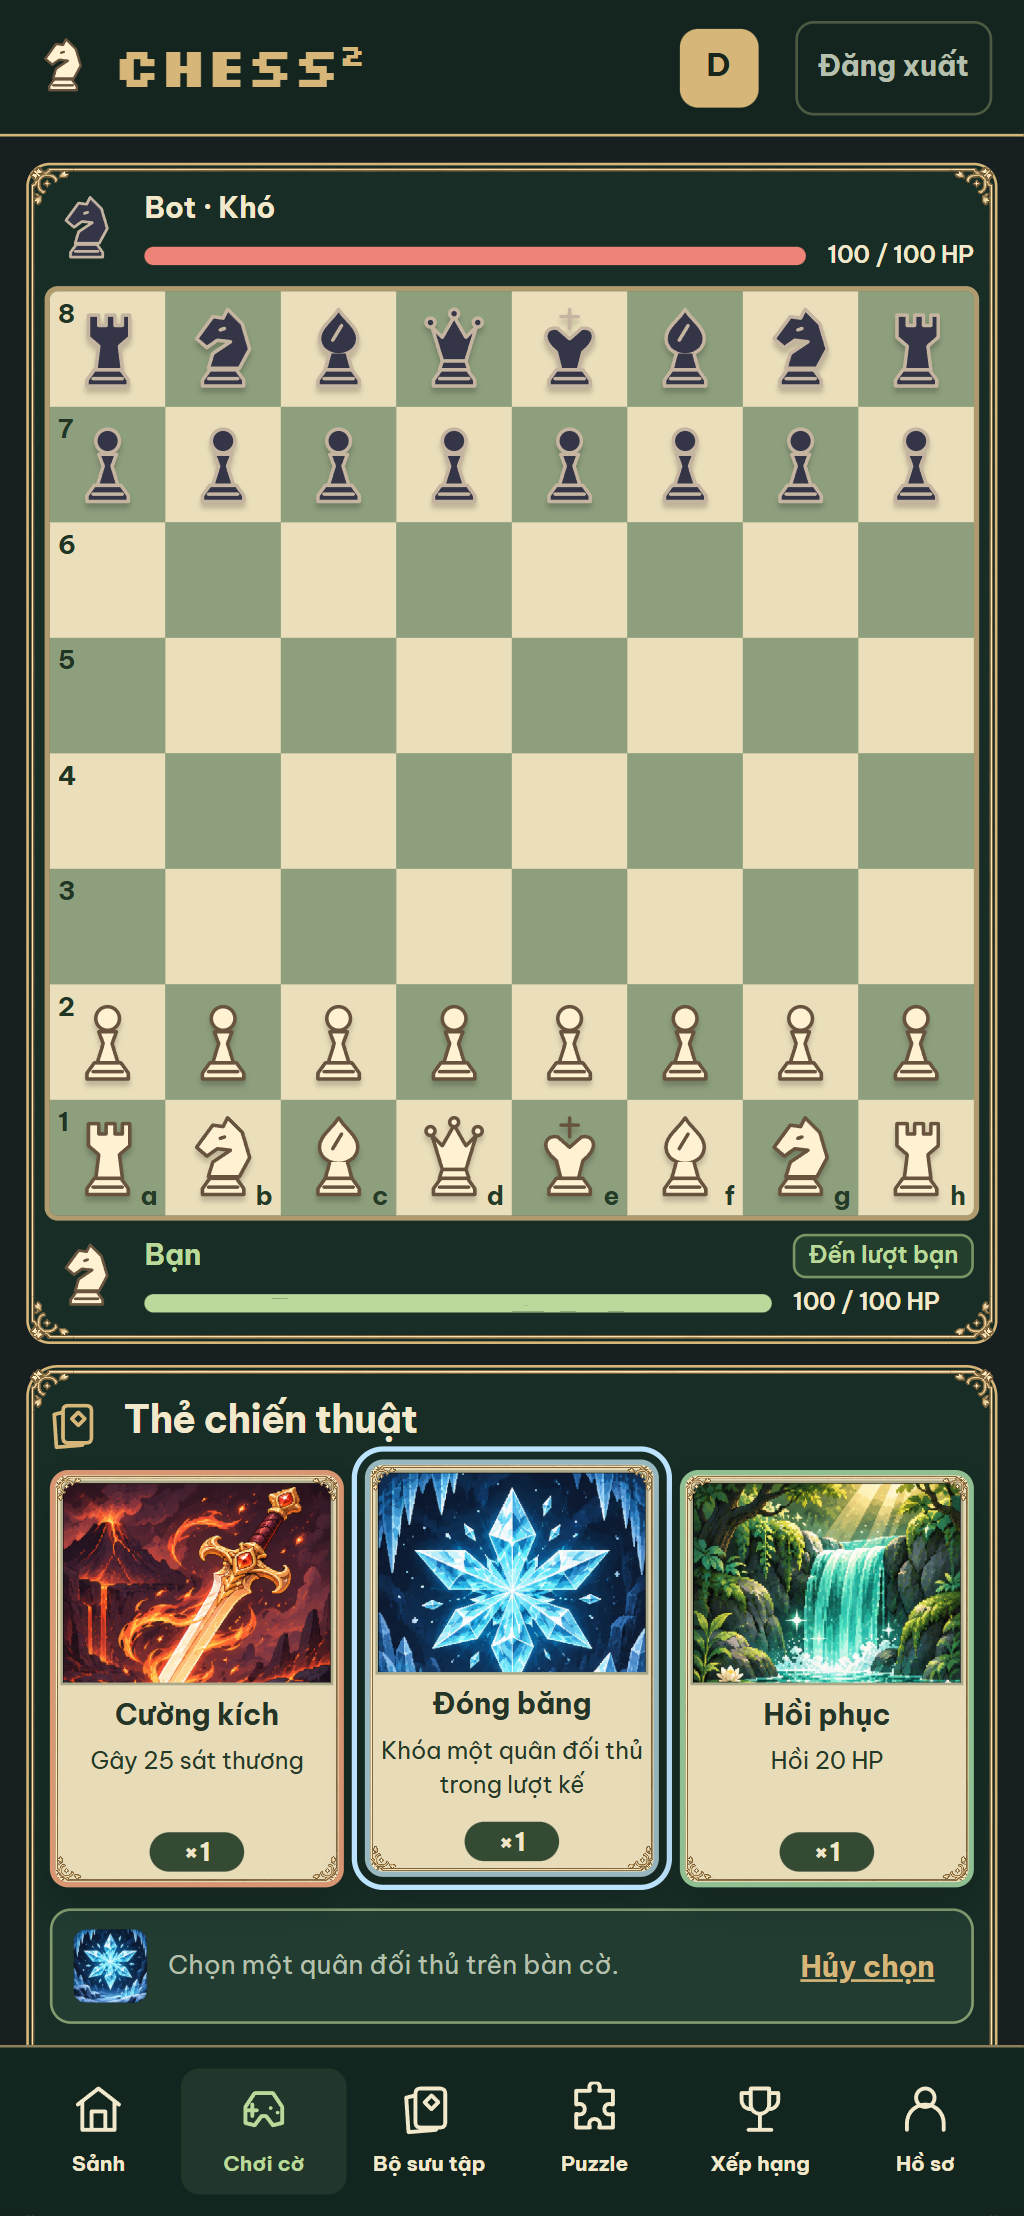 CHESS²
D
Đăng xuất
Bot · Khó
100 / 100 HP
8
7
6
5
4
3
2
1
a b c d e f g h
Bạn
Đến lượt bạn
100 / 100 HP
Thẻ chiến thuật
Cường kích
Gây 25 sát thương
×1
Đóng băng
Khóa một quân đối thủ
trong lượt kế
×1
Hồi phục
Hồi 20 HP
×1
Chọn một quân đối thủ trên bàn cờ.
Hủy chọn
Sảnh
Chơi cờ
Bộ sưu tập
Puzzle
Xếp hạng
Hồ sơ